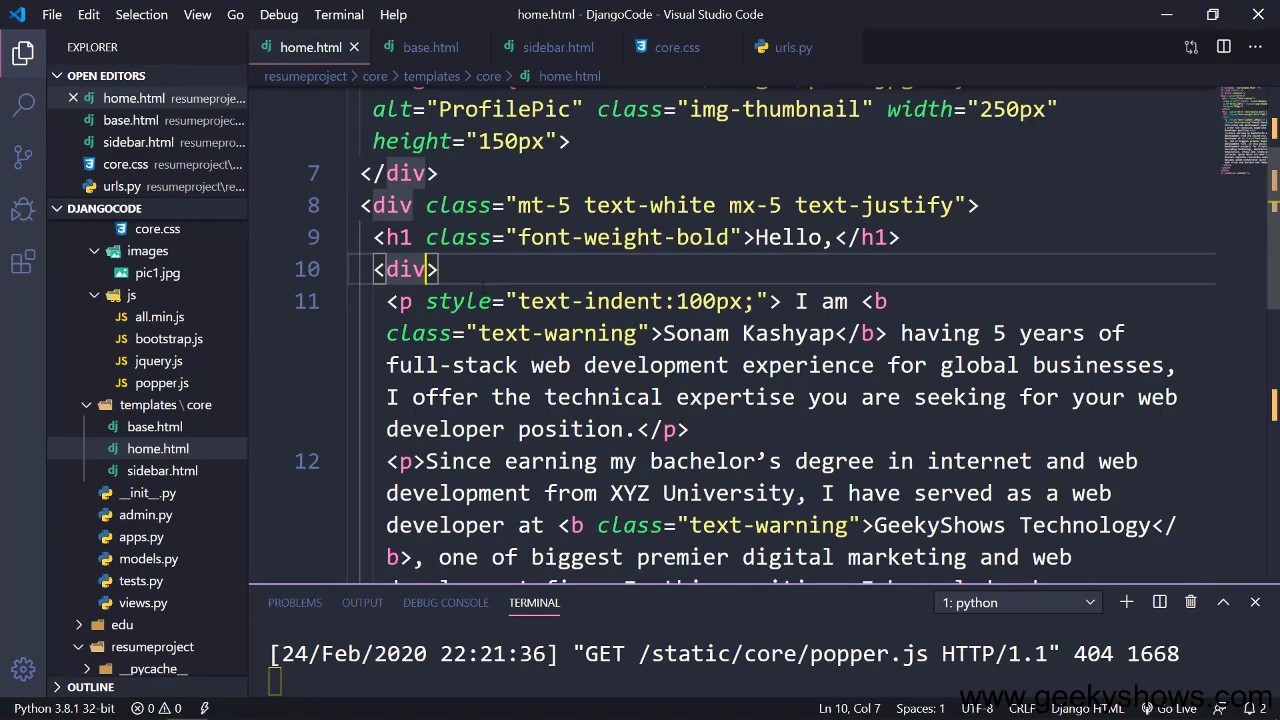 File Edit Selection View Go Debug Terminal Help home.html - DjangoCode - Visual Studio Code
EXPLORER
home.html base.html sidebar.html core.css urls.py
OPEN EDITORS
home.html resumeproje...
base.html resumeproject...
sidebar.html resumepro...
core.css resumeproject\...
urls.py resumeproject\re...
DJANGOCODE
core.css
images
pic1.jpg
js
all.min.js
bootstrap.js
jquery.js
popper.js
templates \ core
base.html
home.html
sidebar.html
__init__.py
admin.py
apps.py
models.py
tests.py
views.py
edu
resumeproject
__pycache__
OUTLINE
resumeproject > core > templates > core > home.html
alt="ProfilePic" class="img-thumbnail" width="250px"
height="150px">
7 </div>
8 <div class="mt-5 text-white mx-5 text-justify">
9 <h1 class="font-weight-bold">Hello,</h1>
10 <div>
11 <p style="text-indent:100px;"> I am <b
class="text-warning">Sonam Kashyap</b> having 5 years of
full-stack web development experience for global businesses,
I offer the technical expertise you are seeking for your web
developer position.</p>
12 <p>Since earning my bachelor’s degree in internet and web
development from XYZ University, I have served as a web
developer at <b class="text-warning">GeekyShows Technology</
b>, one of biggest premier digital marketing and web
PROBLEMS OUTPUT DEBUG CONSOLE TERMINAL 1: python
[24/Feb/2020 22:21:36] "GET /static/core/popper.js HTTP/1.1" 404 1668
www.geekyshows.com
Python 3.8.1 32-bit 0 0 Ln 10, Col 7 Spaces: 1 UTF-8 CRLF Django HTML Go Live 2